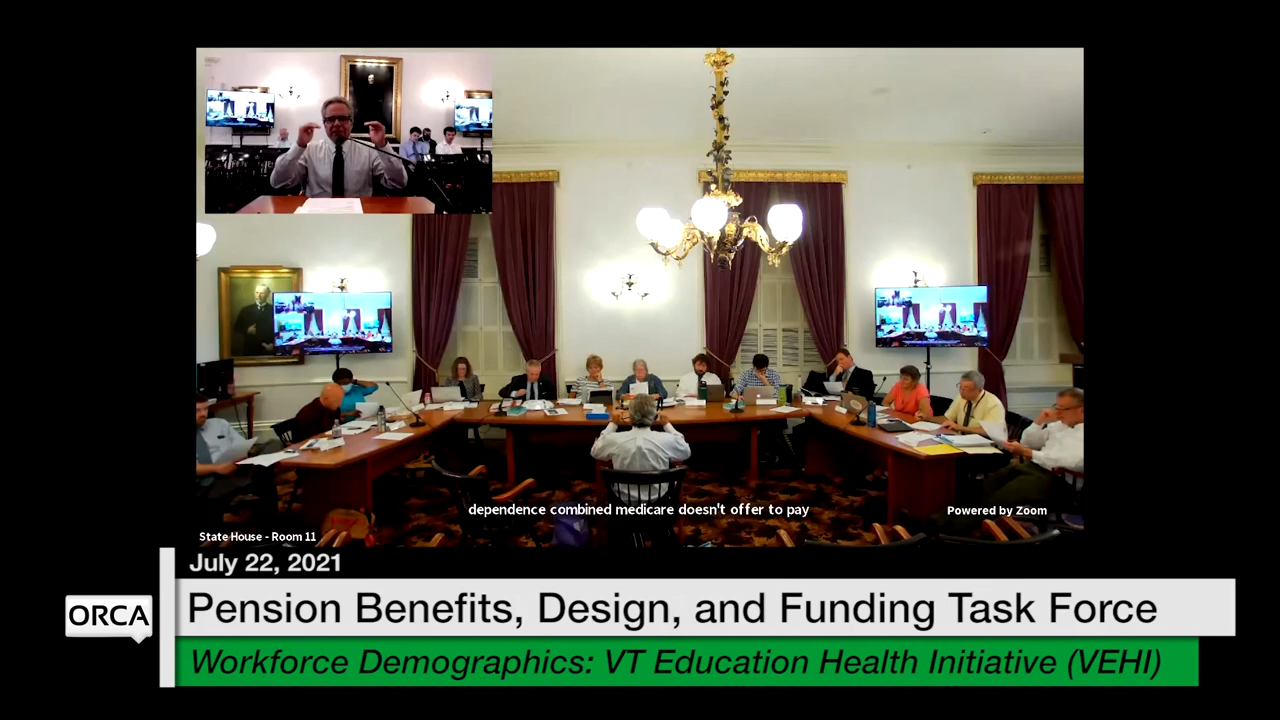 dependence combined medicare doesn't offer to pay
Powered by Zoom
State House - Room 11
July 22, 2021
ORCA
Pension Benefits, Design, and Funding Task Force
Workforce Demographics: VT Education Health Initiative (VEHI)